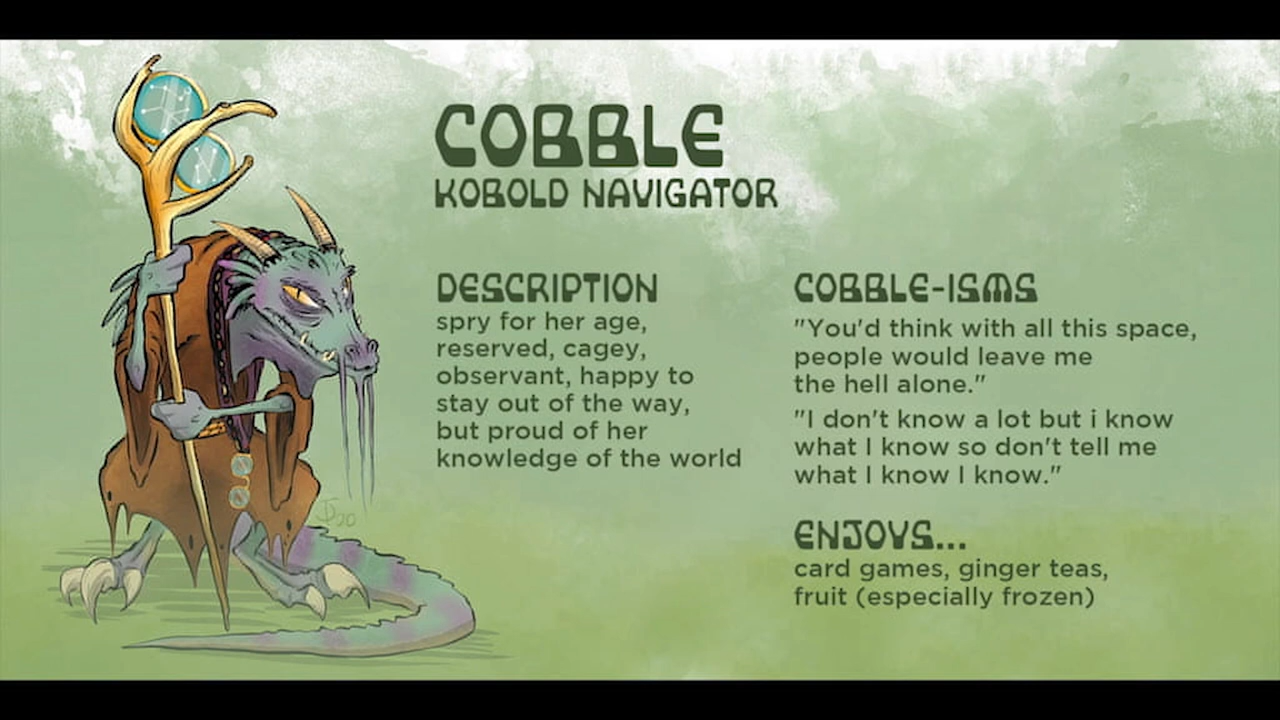 COBBLE
KOBOLD NAVIGATOR
DESCRIPTION
spry for her age,
reserved, cagey,
observant, happy to
stay out of the way,
but proud of her
knowledge of the world
COBBLE-ISMS
"You'd think with all this space,
people would leave me
the hell alone."
"I don't know a lot but i know
what I know so don't tell me
what I know I know."
ENJOYS...
card games, ginger teas,
fruit (especially frozen)